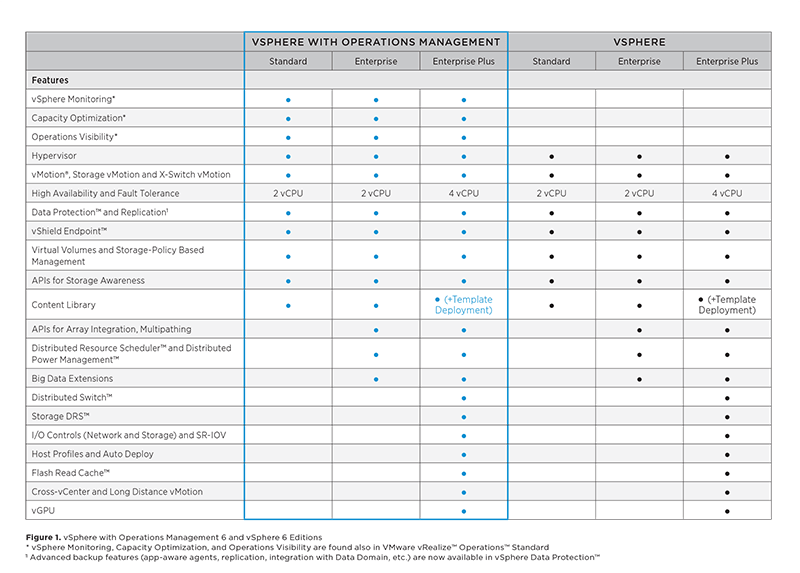 VSPHERE WITH OPERATIONS MANAGEMENT VSPHERE
Standard Enterprise Enterprise Plus Standard Enterprise Enterprise Plus
Features
vSphere Monitoring* ● ● ●
Capacity Optimization* ● ● ●
Operations Visibility* ● ● ●
Hypervisor ● ● ● ● ● ●
vMotion®, Storage vMotion and X-Switch vMotion ● ● ● ● ● ●
High Availability and Fault Tolerance 2 vCPU 2 vCPU 4 vCPU 2 vCPU 2 vCPU 4 vCPU
Data Protection™ and Replication¹ ● ● ● ● ● ●
vShield Endpoint™ ● ● ● ● ● ●
Virtual Volumes and Storage-Policy Based
Management ● ● ● ● ● ●
APIs for Storage Awareness ● ● ● ● ● ●
Content Library ● ● ● (+Template
Deployment) ● ● ● (+Template
Deployment)
APIs for Array Integration, Multipathing ● ● ● ●
Distributed Resource Scheduler™ and Distributed
Power Management™ ● ● ● ●
Big Data Extensions ● ● ● ●
Distributed Switch™ ● ●
Storage DRS™ ● ●
I/O Controls (Network and Storage) and SR-IOV ● ●
Host Profiles and Auto Deploy ● ●
Flash Read Cache™ ● ●
Cross-vCenter and Long Distance vMotion ● ●
vGPU ● ●
Figure 1. vSphere with Operations Management 6 and vSphere 6 Editions
* vSphere Monitoring, Capacity Optimization, and Operations Visibility are found also in VMware vRealize™ Operations™ Standard
¹ Advanced backup features (app-aware agents, replication, integration with Data Domain, etc.) are now available in vSphere Data Protection™